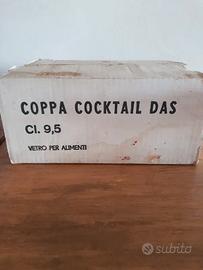 COPPA COCKTAIL DAS
Cl. 9,5
VETRO PER ALIMENTI
subito